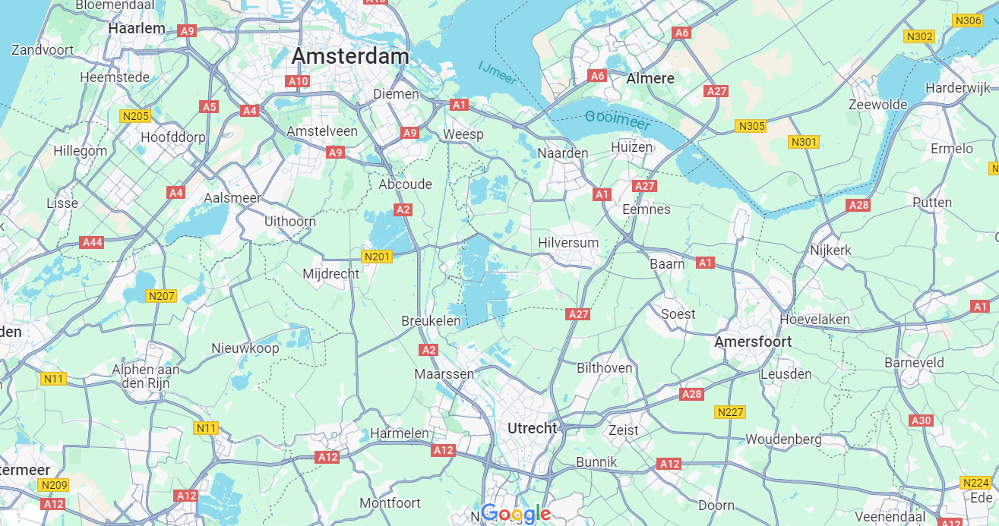 Bloemendaal
A10
N306
Haarlem
A9
A6
N302
Zandvoort
Amsterdam
IJmeer
Heemstede
A10
A6
Almere
Harderwijk
Diemen
A27
A5
A4
A1
Zeewolde
N205
Gooimeer
N305
Hoofddorp
Amstelveen
A9
Weesp
N301
Hillegom
A9
Naarden
Huizen
Ermelo
Abcoude
A27
A4
A1
Lisse
Aalsmeer
A2
Eemnes
A28
Putten
Uithoorn
A44
Hilversum
Nijkerk
N201
Baarn
A1
Mijdrecht
N207
A1
Breukelen
A27
Soest
Hoevelaken
den
Nieuwkoop
A2
Amersfoort
Alphen aan
den Rijn
N11
Maarssen
Bilthoven
Leusden
Barneveld
A28
N227
A30
N11
Harmelen
Utrecht
Zeist
Woudenberg
A12
A12
Bunnik
A12
termeer
N209
A12
A12
Montfoort
Google
Doorn
N224
Ede
Veenendaal
A12